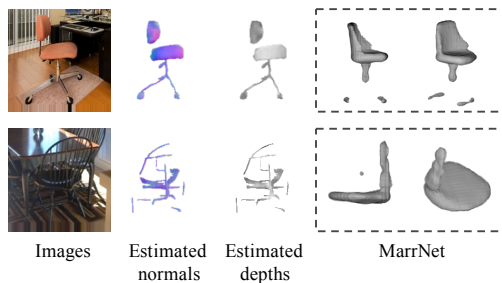 Images
Estimated
normals
Estimated
depths
MarrNet